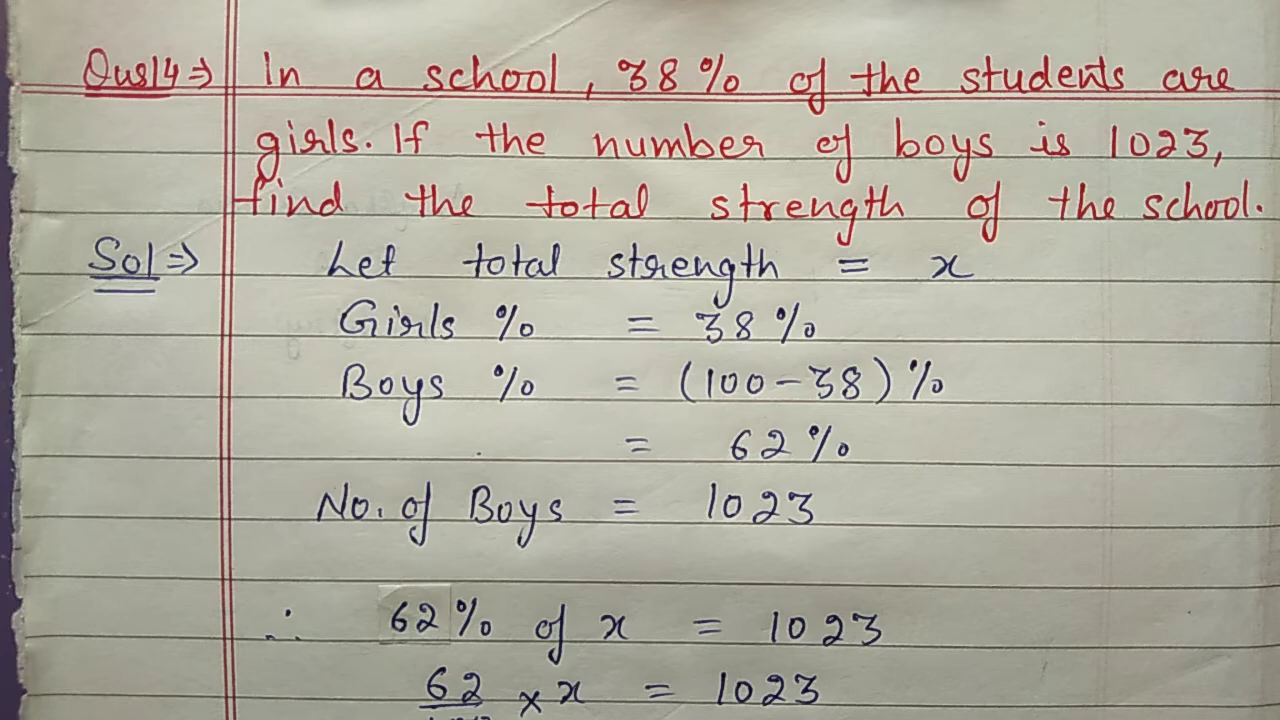 Qus14⇒ In a school, 38% of the students are
girls. If the number of boys is 1023,
find the total strength of the school.
Sol⇒ Let total strength = x
Girls % = 38%
Boys % = (100-38)%
= 62%
No. of Boys = 1023
∴ 62% of x = 1023
62 × x = 1023